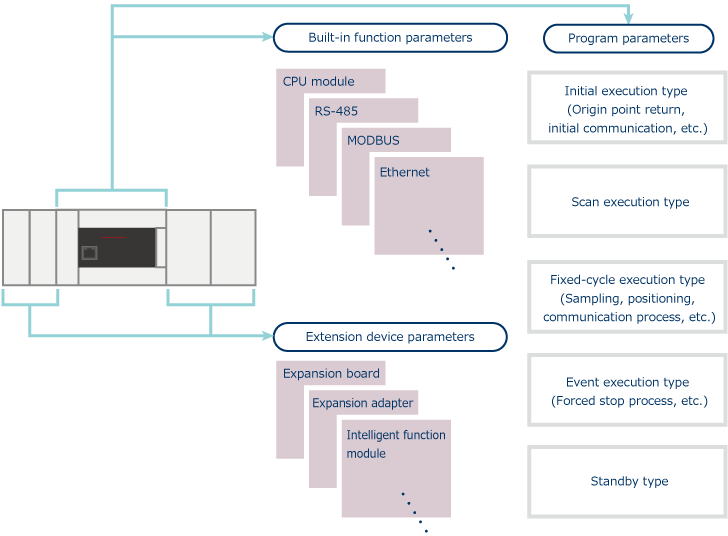 Built-in function parameters
CPU module
RS-485
MODBUS
Ethernet
Extension device parameters
Expansion board
Expansion adapter
Intelligent function
module
Program parameters
Initial execution type
(Origin point return,
initial communication, etc.)
Scan execution type
Fixed-cycle execution type
(Sampling, positioning,
communication process, etc.)
Event execution type
(Forced stop process, etc.)
Standby type